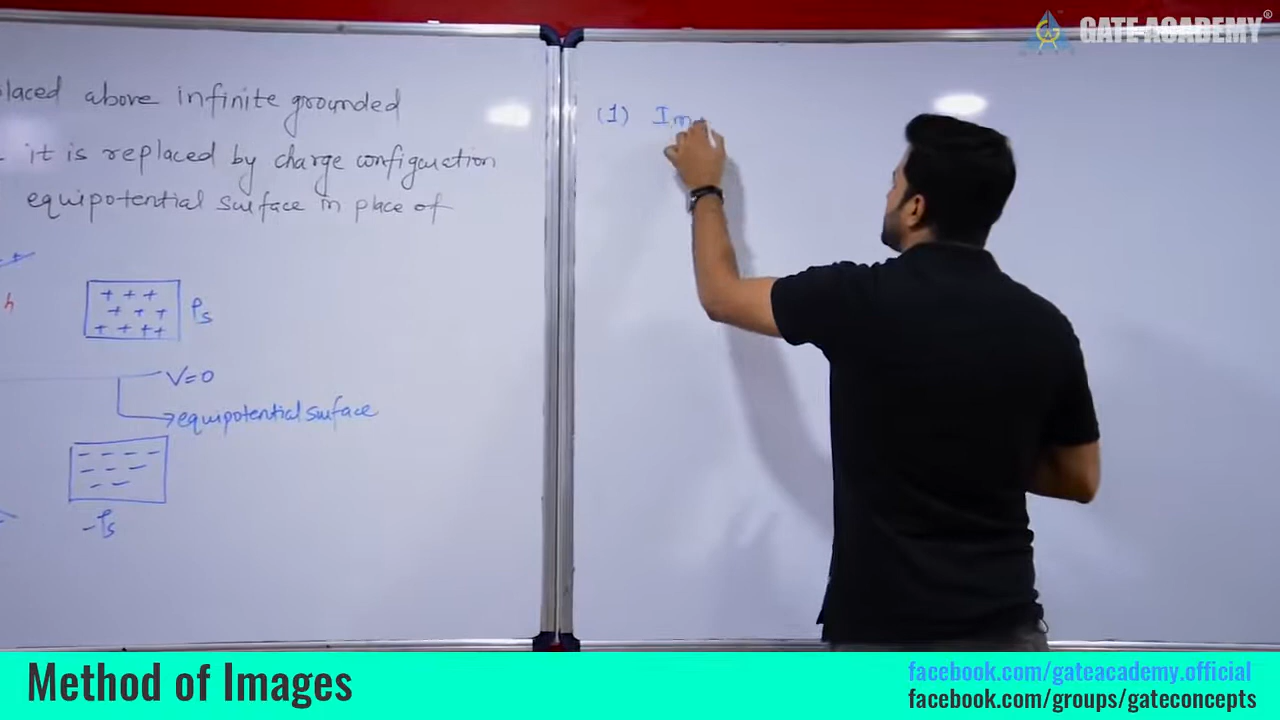 GATE ACADEMY®
laced above infinite grounded
it is replaced by charge configuration
equipotential surface in place of
h
+ + +
+ + +
+ + + +
ρs
V=0
equipotential surface
- - - -
- - -
- -
-ρs
(1) Im
Method of Images
facebook.com/gateacademy.official
facebook.com/groups/gateconcepts